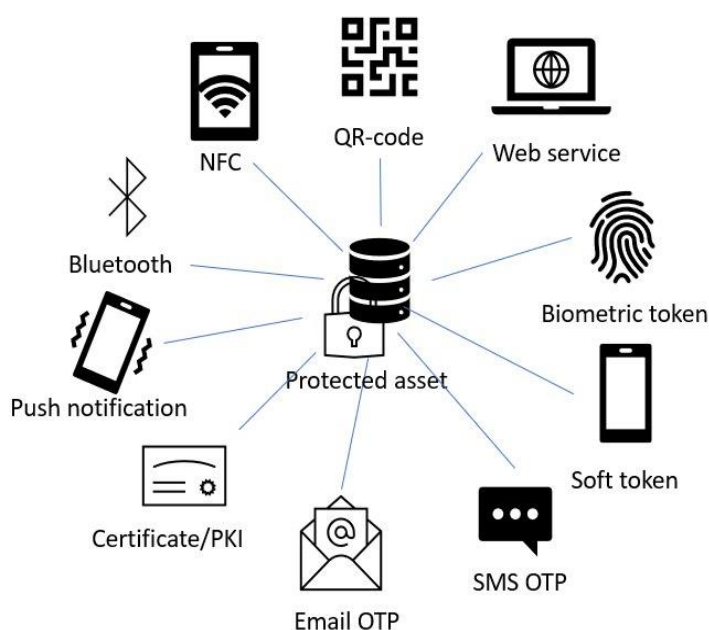 QR-code
NFC
Web service
Bluetooth
Biometric token
Protected asset
Push notification
Soft token
Certificate/PKI
SMS OTP
Email OTP